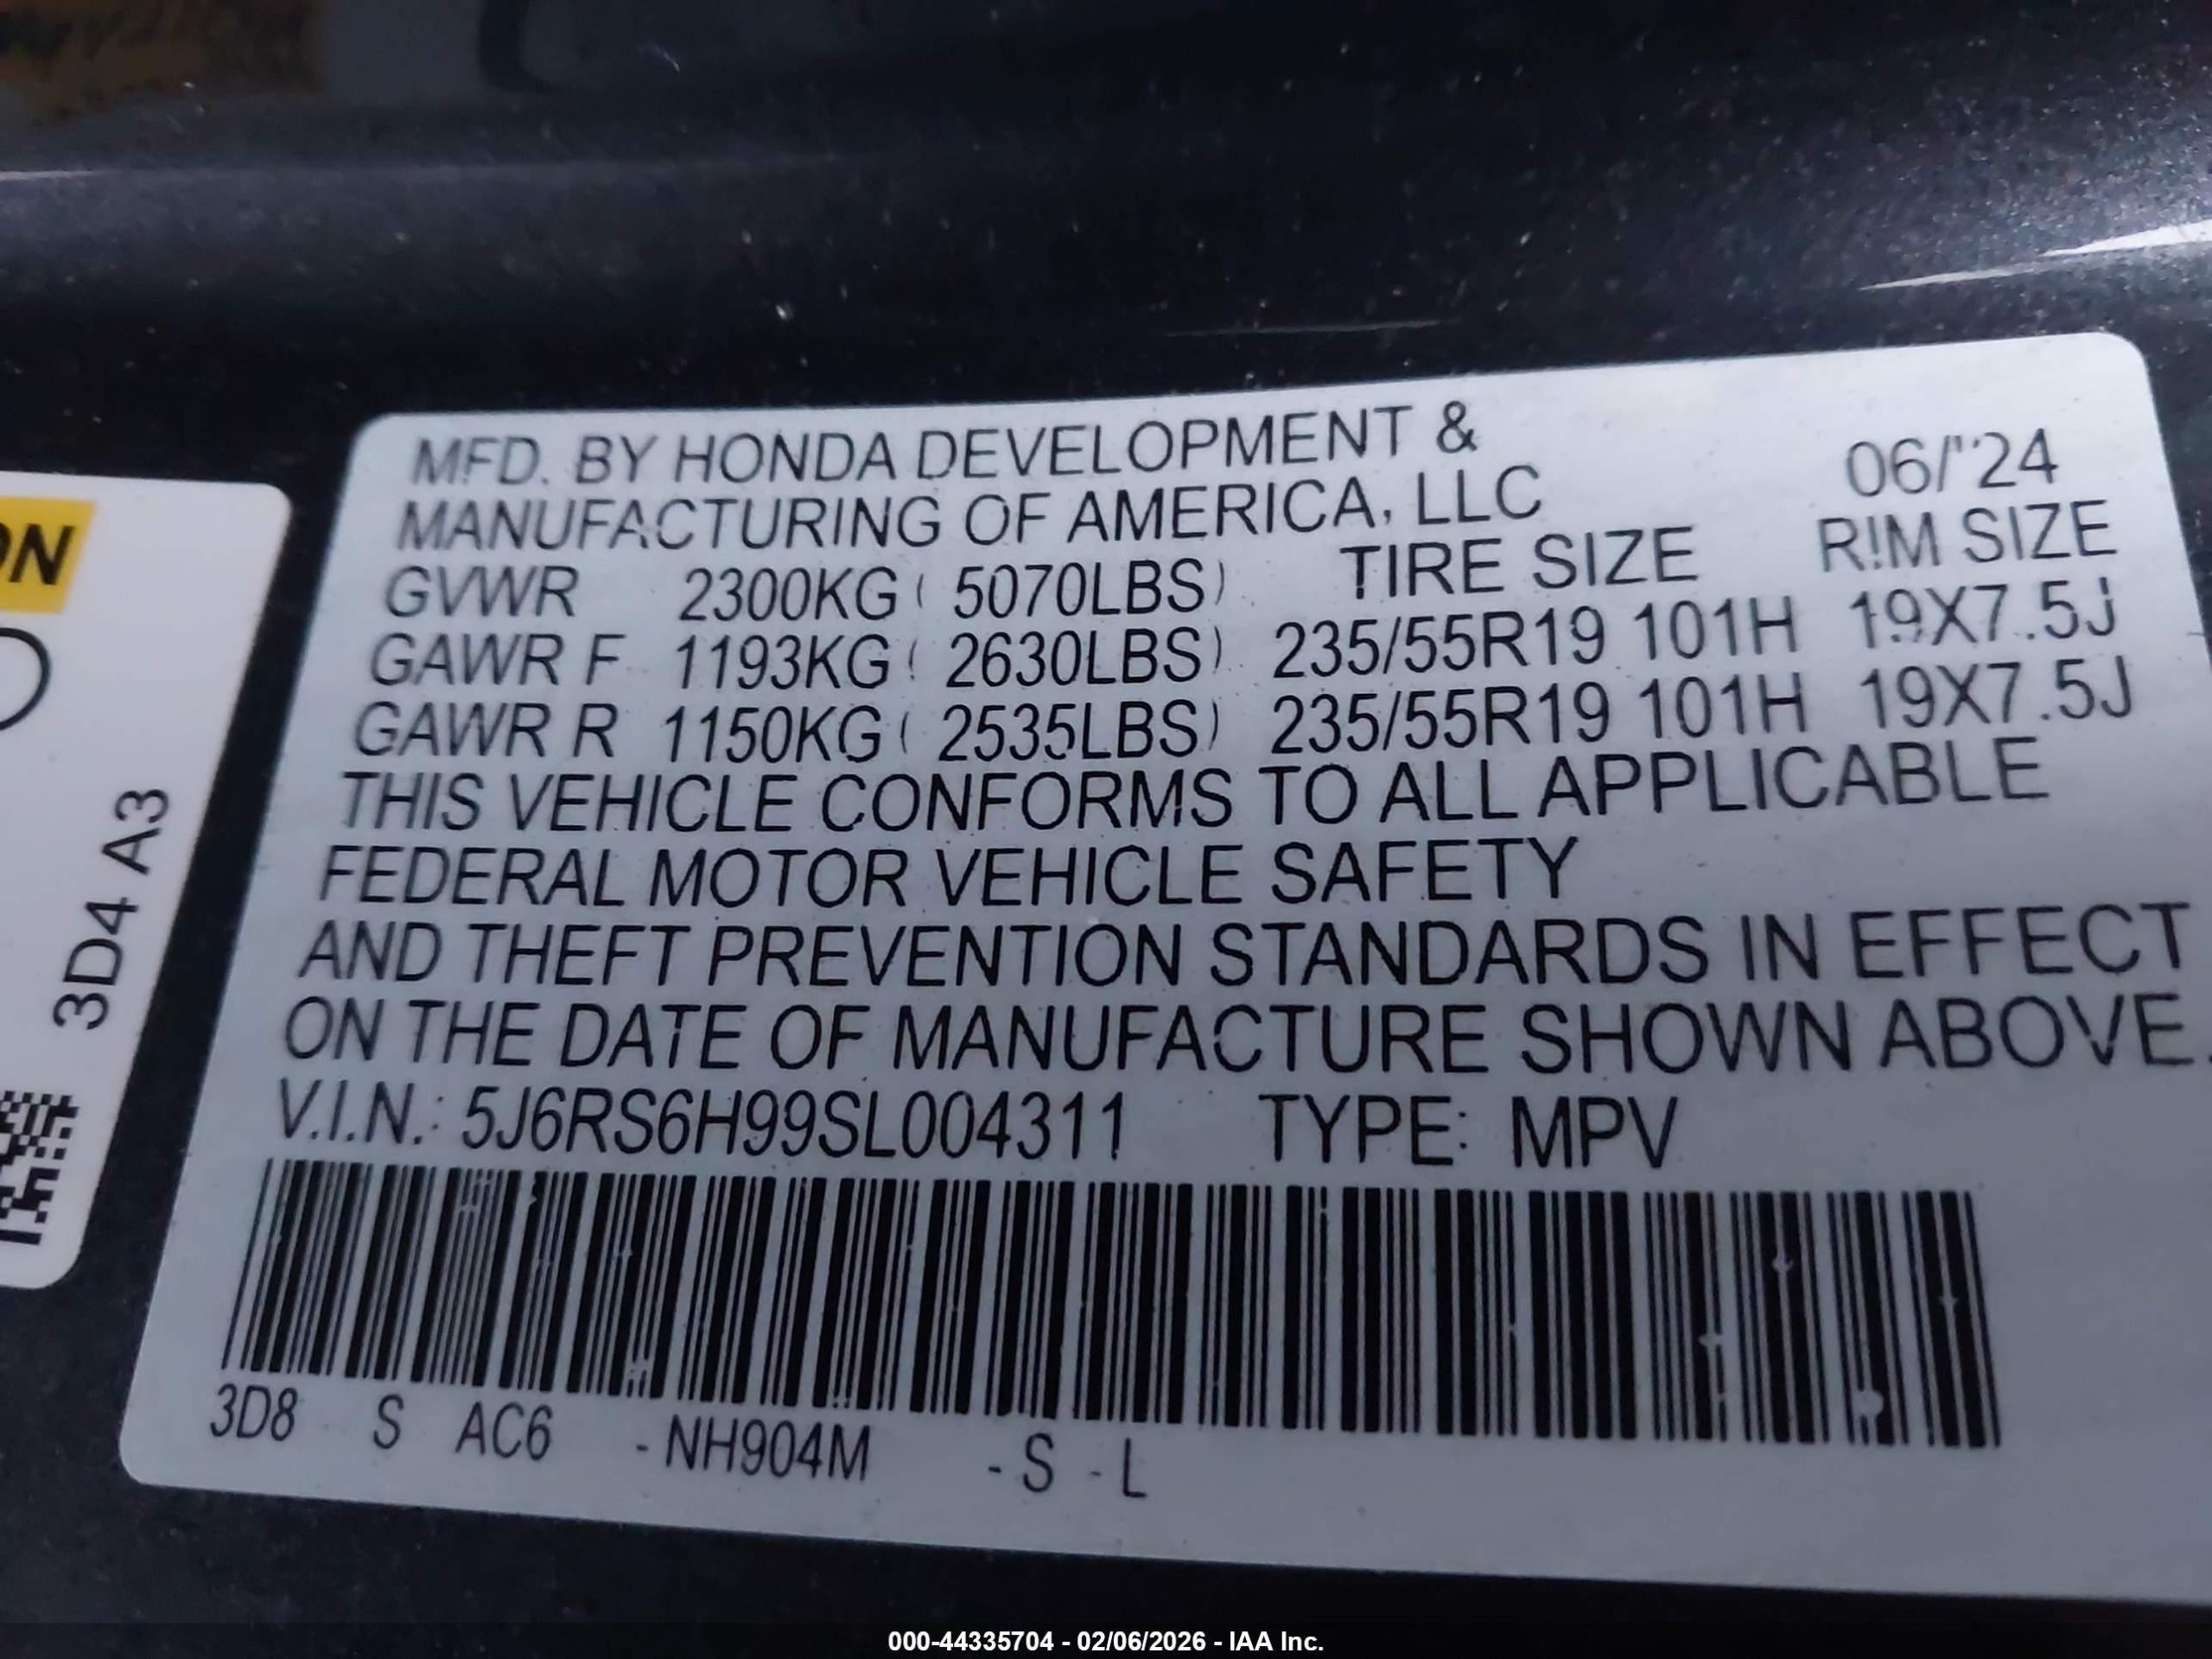 ON
3D4 A3
MFD. BY HONDA DEVELOPMENT &
MANUFACTURING OF AMERICA, LLC 06/'24
GVWR 2300KG ( 5070LBS) TIRE SIZE RIM SIZE
GAWR F 1193KG ( 2630LBS) 235/55R19 101H 19X7.5J
GAWR R 1150KG ( 2535LBS) 235/55R19 101H 19X7.5J
THIS VEHICLE CONFORMS TO ALL APPLICABLE
FEDERAL MOTOR VEHICLE SAFETY
AND THEFT PREVENTION STANDARDS IN EFFECT
ON THE DATE OF MANUFACTURE SHOWN ABOVE.
V.I.N.: 5J6RS6H99SL004311 TYPE: MPV
3D8 S AC6 -NH904M -S -L
000-44335704 - 02/06/2026 - IAA Inc.